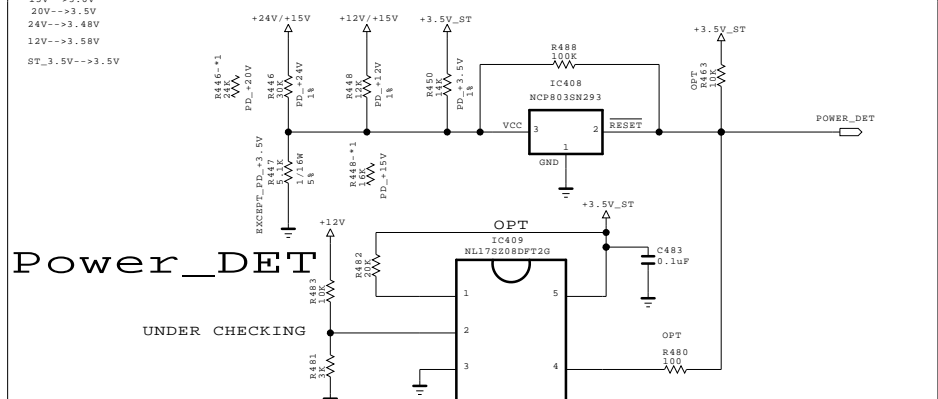 20V-->3.5V
24V-->3.48V
12V-->3.58V
ST_3.5V-->3.5V
+24V/+15V
+12V/+15V
+3.5V_ST
+3.5V_ST
R446-*1
24K
PD_+20V
R446
30K
PD_+24V
1%
R448
12K
PD_+12V
1%
R450
14K
PD_+3.5V
1%
R488
100K
IC408
NCP803SN293
OPT
R463
10K
VCC
3
2
RESET
1
GND
POWER_DET
EXCEPT_PD_+3.5V
R447
5.1K
1/16W
5%
R448-*1
16K
PD_+15V
+3.5V_ST
+12V
OPT
IC409
NL17SZ08DFT2G
R482
20K
C483
0.1uF
Power_DET
R483
10K
1
5
UNDER CHECKING
2
OPT
R480
100
R481
3K
3
4